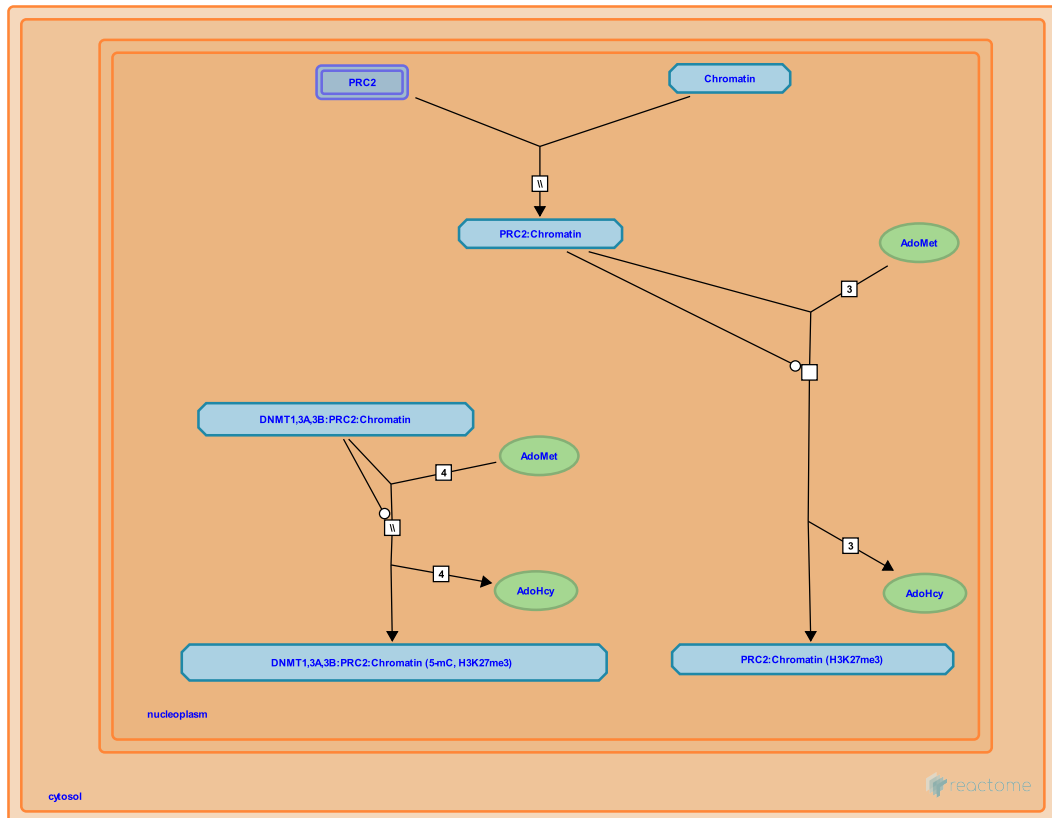 PRC2
Chromatin
\\
PRC2:Chromatin
AdoMet
3
DNMT1,3A,3B:PRC2:Chromatin
AdoMet
4
\\
3
4
AdoHcy
AdoHcy
DNMT1,3A,3B:PRC2:Chromatin (5-mC, H3K27me3)
PRC2:Chromatin (H3K27me3)
nucleoplasm
cytosol
reactome